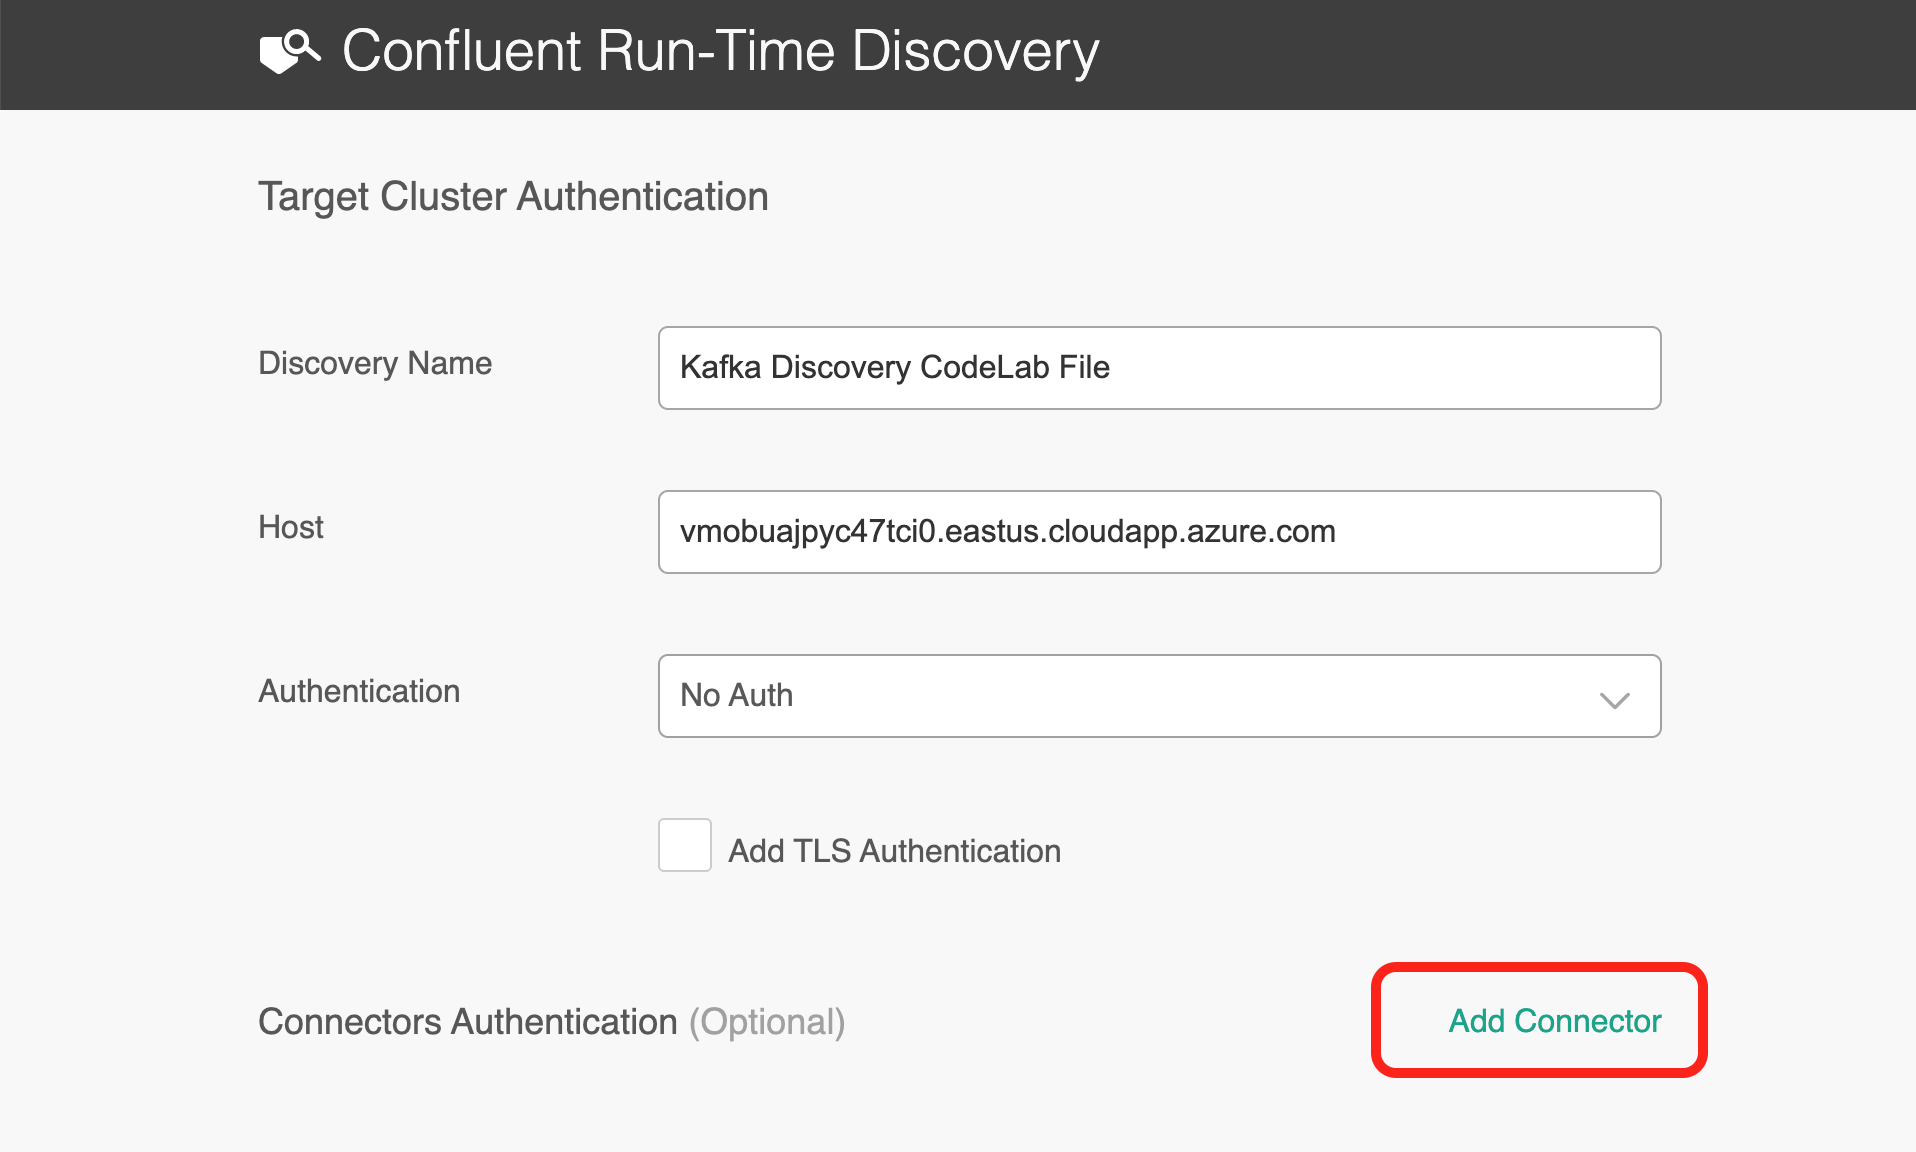 Confluent Run-Time Discovery
Target Cluster Authentication
Discovery Name
Kafka Discovery CodeLab File
Host
vmobuajpyc47tci0.eastus.cloudapp.azure.com
Authentication
No Auth
Add TLS Authentication
Connectors Authentication (Optional)
Add Connector